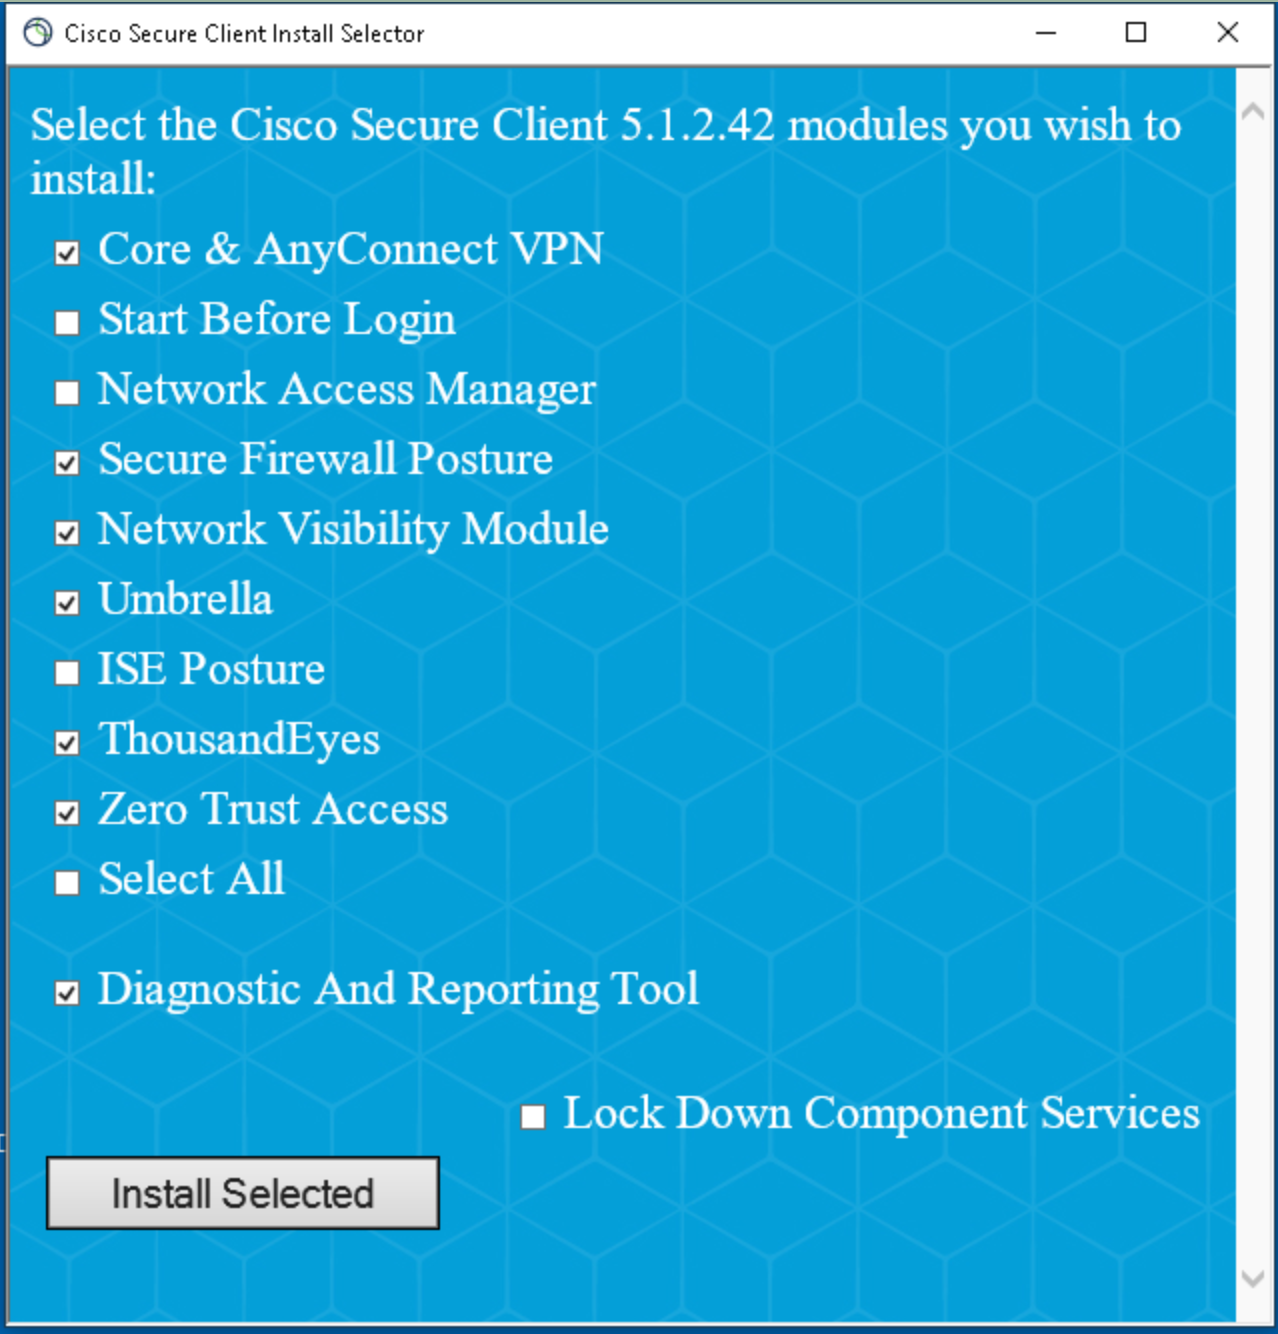 Cisco Secure Client Install Selector
Select the Cisco Secure Client 5.1.2.42 modules you wish to
install:
Core & AnyConnect VPN
Start Before Login
Network Access Manager
Secure Firewall Posture
Network Visibility Module
Umbrella
ISE Posture
ThousandEyes
Zero Trust Access
Select All
Diagnostic And Reporting Tool
Lock Down Component Services
Install Selected